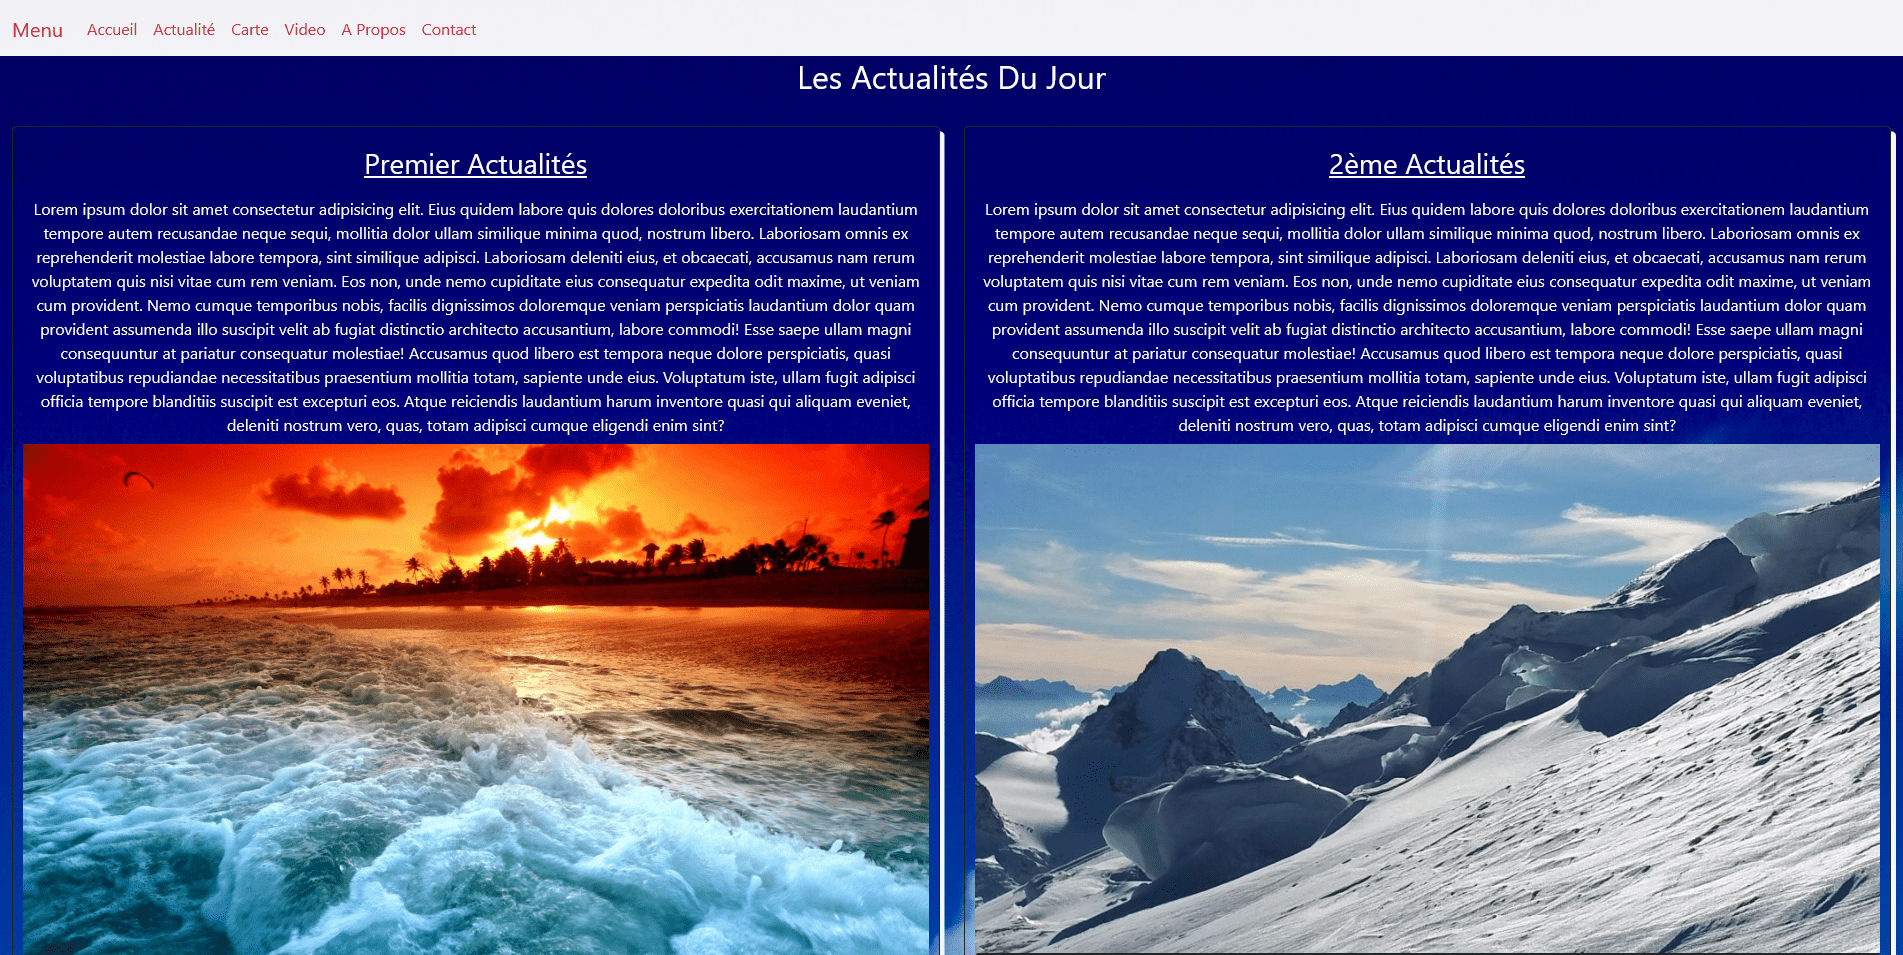 Menu Accueil Actualité Carte Video A Propos Contact
Les Actualités Du Jour
Premier Actualités
Lorem ipsum dolor sit amet consectetur adipisicing elit. Eius quidem labore quis dolores doloribus exercitationem laudantium
tempore autem recusandae neque sequi, mollitia dolor ullam similique minima quod, nostrum libero. Laboriosam omnis ex
reprehenderit molestiae labore tempora, sint similique adipisci. Laboriosam deleniti eius, et obcaecati, accusamus nam rerum
voluptatem quis nisi vitae cum rem veniam. Eos non, unde nemo cupiditate eius consequatur expedita odit maxime, ut veniam
cum provident. Nemo cumque temporibus nobis, facilis dignissimos doloremque veniam perspiciatis laudantium dolor quam
provident assumenda illo suscipit velit ab fugiat distinctio architecto accusantium, labore commodi! Esse saepe ullam magni
consequuntur at pariatur consequatur molestiae! Accusamus quod libero est tempora neque dolore perspiciatis, quasi
voluptatibus repudiandae necessitatibus praesentium mollitia totam, sapiente unde eius. Voluptatum iste, ullam fugit adipisci
officia tempore blanditiis suscipit est excepturi eos. Atque reiciendis laudantium harum inventore quasi qui aliquam eveniet,
deleniti nostrum vero, quas, totam adipisci cumque eligendi enim sint?
2ème Actualités
Lorem ipsum dolor sit amet consectetur adipisicing elit. Eius quidem labore quis dolores doloribus exercitationem laudantium
tempore autem recusandae neque sequi, mollitia dolor ullam similique minima quod, nostrum libero. Laboriosam omnis ex
reprehenderit molestiae labore tempora, sint similique adipisci. Laboriosam deleniti eius, et obcaecati, accusamus nam rerum
voluptatem quis nisi vitae cum rem veniam. Eos non, unde nemo cupiditate eius consequatur expedita odit maxime, ut veniam
cum provident. Nemo cumque temporibus nobis, facilis dignissimos doloremque veniam perspiciatis laudantium dolor quam
provident assumenda illo suscipit velit ab fugiat distinctio architecto accusantium, labore commodi! Esse saepe ullam magni
consequuntur at pariatur consequatur molestiae! Accusamus quod libero est tempora neque dolore perspiciatis, quasi
voluptatibus repudiandae necessitatibus praesentium mollitia totam, sapiente unde eius. Voluptatum iste, ullam fugit adipisci
officia tempore blanditiis suscipit est excepturi eos. Atque reiciendis laudantium harum inventore quasi qui aliquam eveniet,
deleniti nostrum vero, quas, totam adipisci cumque eligendi enim sint?